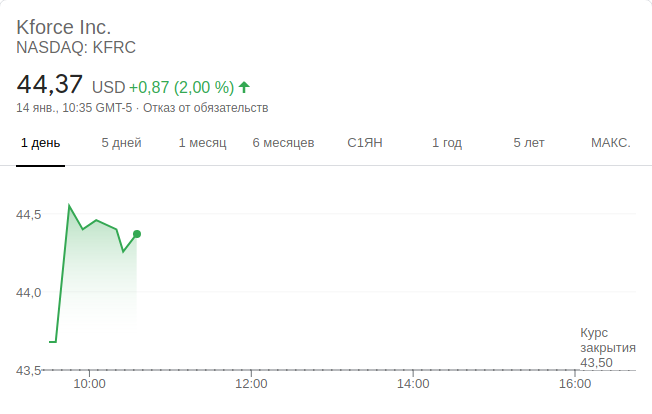 Kforce Inc.
NASDAQ: KFRC
44,37 USD +0,87 (2,00 %)
14 янв., 10:35 GMT-5 · Отказ от обязательств
1 день 5 дней 1 месяц 6 месяцев С1ЯН 1 год 5 лет МАКС.
44,5
44,0
Курс
закрытия
43,50
43,5
10:00 12:00 14:00 16:00